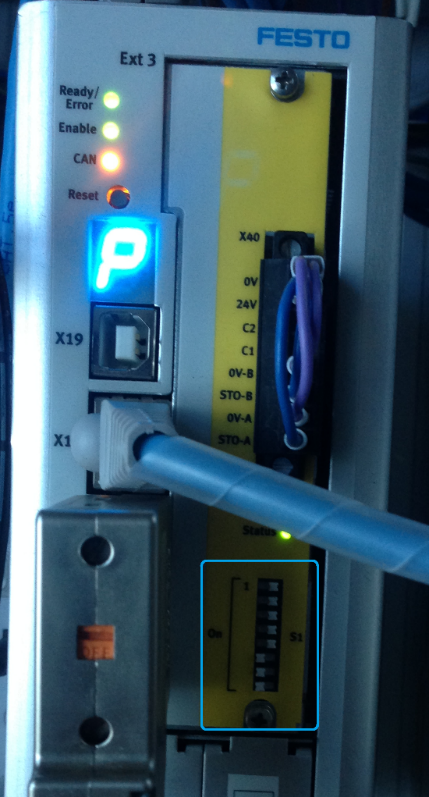 FESTO
Ext 3
Ready/
Error
Enable
CAN
Reset
P
X19
X1
X40
0V
24V
C2
C1
0V-B
STO-B
0V-A
STO-A
Status
1
On
S1
OFF